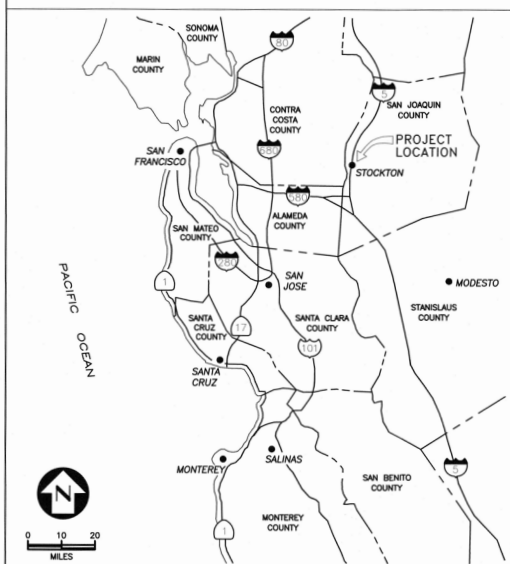 SONOMA
COUNTY
80
MARIN
COUNTY
5
SAN JOAQUIN
COUNTY
CONTRA
COSTA
COUNTY
PROJECT
LOCATION
680
SAN
FRANCISCO
STOCKTON
580
ALAMEDA
COUNTY
SAN MATEO
COUNTY
280
PACIFIC OCEAN
SAN
JOSE
MODESTO
1
SANTA
CRUZ
COUNTY
17
SANTA CLARA
COUNTY
STANISLAUS
COUNTY
101
SANTA
CRUZ
MONTEREY
SALINAS
5
SAN BENITO
COUNTY
N
1
MONTEREY
COUNTY
0 10 20
MILES